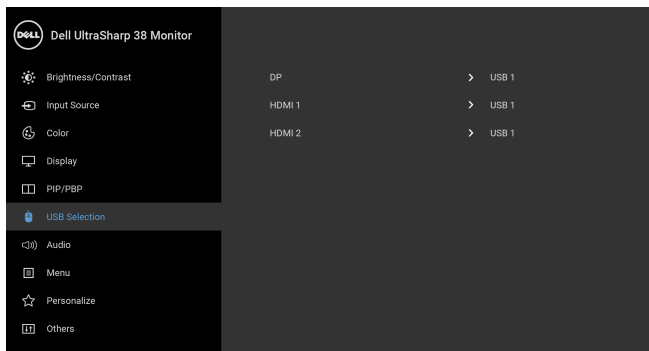 DELL Dell UltraSharp 38 Monitor
Brightness/Contrast
Input Source
Color
Display
PIP/PBP
USB Selection
Audio
Menu
Personalize
Others
DP > USB 1
HDMI 1 > USB 1
HDMI 2 > USB 1